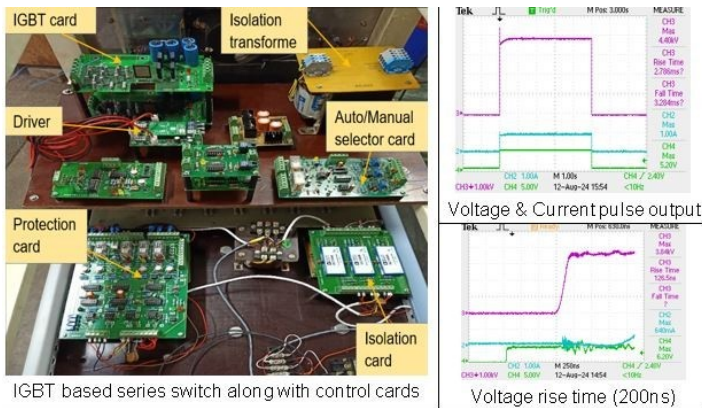 IGBT card
Isolation
transforme
Driver
Auto/Manual
selector card
Protection
card
Isolation
card
IGBT based series switch along with control cards
Tek
Trig'd
M Pos: 3.000s
MEASURE
CH3
Max
4.40kV
CH3
Rise Time
2.786ms?
CH3
Fall Time
3.284ms?
CH2
Max
1.00A
CH4
Max
5.20V
CH2 1.00A
M 1.00s
CH4 / 2.40V
CH3 1.00kV
CH4 5.00V
12-Aug-24 15:54
<10Hz
Voltage & Current pulse output
Tek
Ready
M Pos: 630.0ns
MEASURE
CH3
Max
3.84kV
CH3
Rise Time
126.5ns
CH3
Fall Time
?
CH2
Max
640mA
CH4
Max
6.20V
CH2 1.00A
M 250ns
CH4 / 2.40V
CH3 1.00kV
CH4 5.00V
12-Aug-24 14:54
<10Hz
Voltage rise time (200ns)